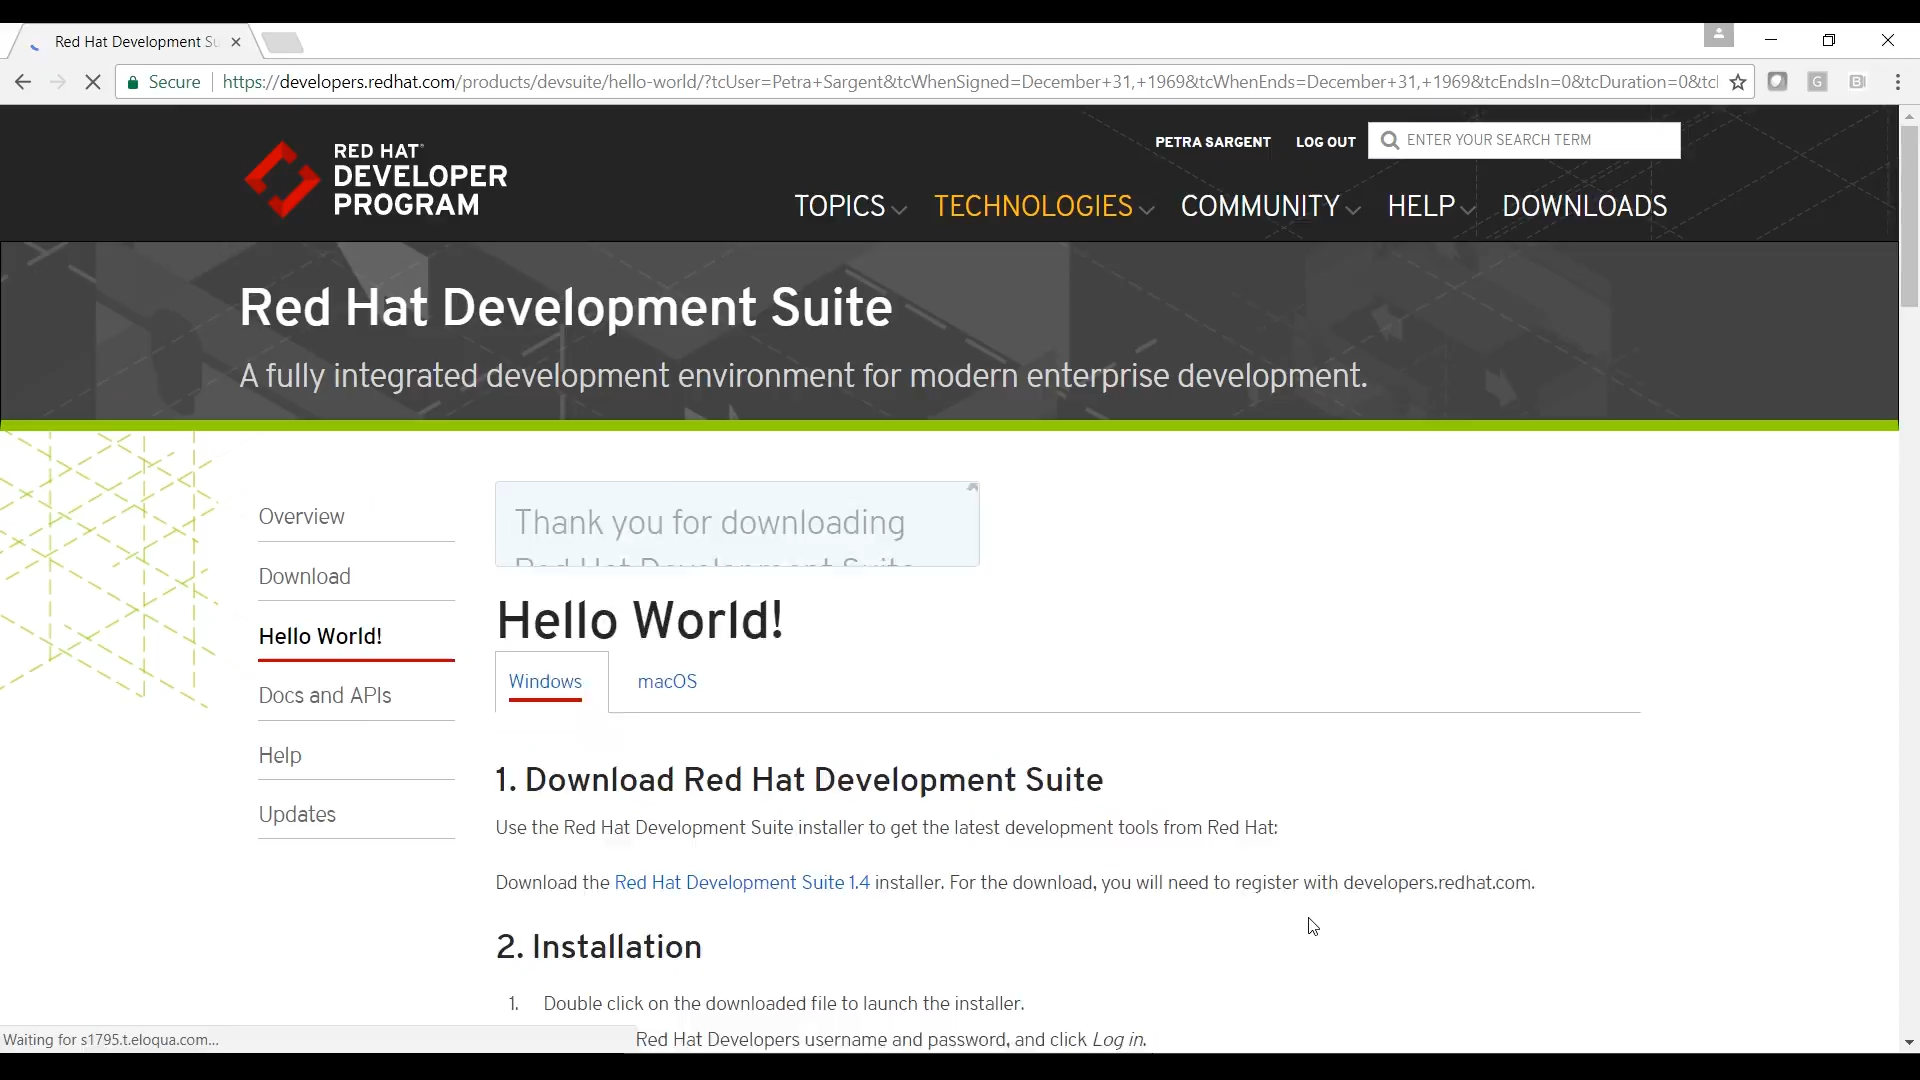 Red Hat Development Su
Secure
https://developers.redhat.com/products/devsuite/hello-world/?tcUser=Petra+Sargent&tcWhenSigned=December+31,+1969&tcWhenEnds=December+31,+1969&tcEndsIn=0&tcDuration=0&tcl
PETRA SARGENT
LOG OUT
ENTER YOUR SEARCH TERM
RED HAT
DEVELOPER
PROGRAM
TOPICS
TECHNOLOGIES
COMMUNITY
HELP
DOWNLOADS
Red Hat Development Suite
A fully integrated development environment for modern enterprise development.
Overview
Download
Hello World!
Docs and APIs
Help
Updates
Thank you for downloading
Red Hat Development Suite
Hello World!
Windows
macOS
1. Download Red Hat Development Suite
Use the Red Hat Development Suite installer to get the latest development tools from Red Hat:
Download the Red Hat Development Suite 1.4 installer. For the download, you will need to register with developers.redhat.com.
2. Installation
1. Double click on the downloaded file to launch the installer.
Red Hat Developers username and password, and click Log in.
Waiting for s1795.t.eloqua.com...